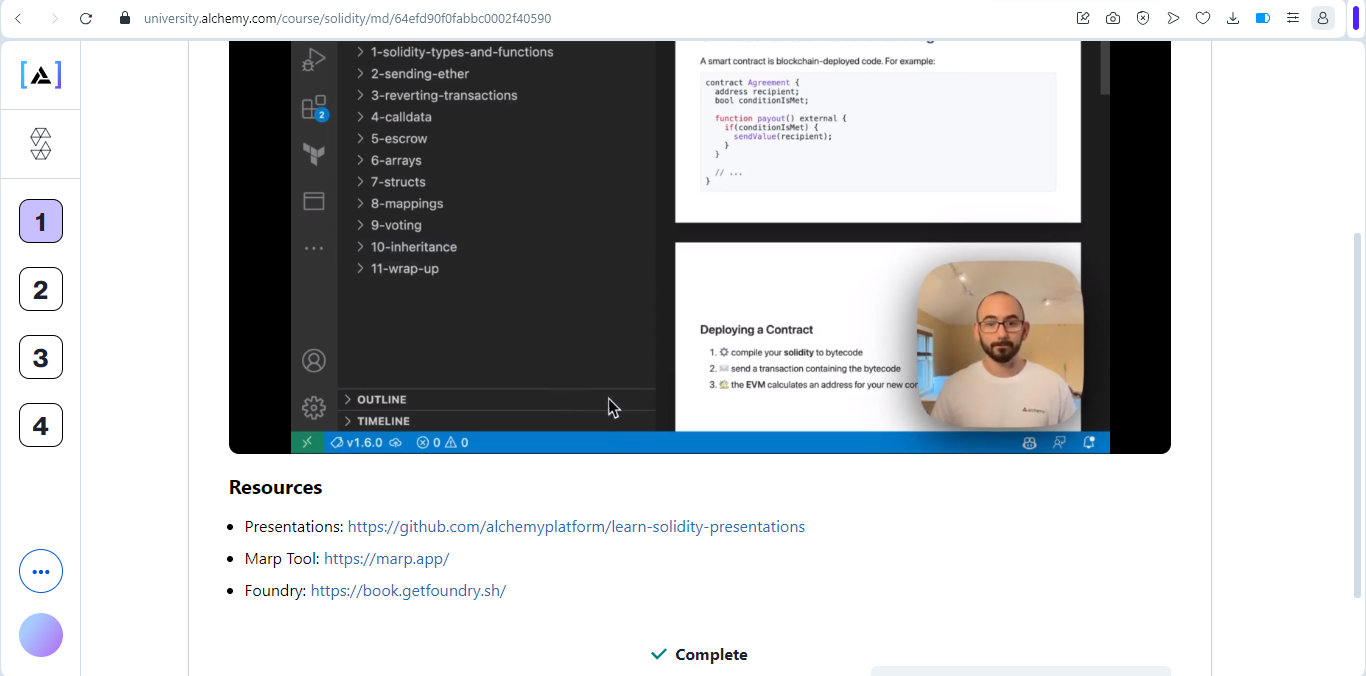 university.alchemy.com/course/solidity/md/64efd90f0fabbc0002f40590
1
2
3
4
1-solidity-types-and-functions
2-sending-ether
3-reverting-transactions
4-calldata
5-escrow
6-arrays
7-structs
8-mappings
9-voting
10-inheritance
11-wrap-up
2
OUTLINE
TIMELINE
v1.6.0
0
0
A smart contract is blockchain-deployed code. For example:
contract Agreement {
address recipient;
bool conditionIsMet;
function payout() external {
if(conditionIsMet) {
sendValue(recipient);
}
}
// ...
}
Deploying a Contract
1. compile your solidity to bytecode
2. send a transaction containing the bytecode
3. the EVM calculates an address for your new
alchemy
Resources
• Presentations: https://github.com/alchemyplatform/learn-solidity-presentations
• Marp Tool: https://marp.app/
• Foundry: https://book.getfoundry.sh/
Complete